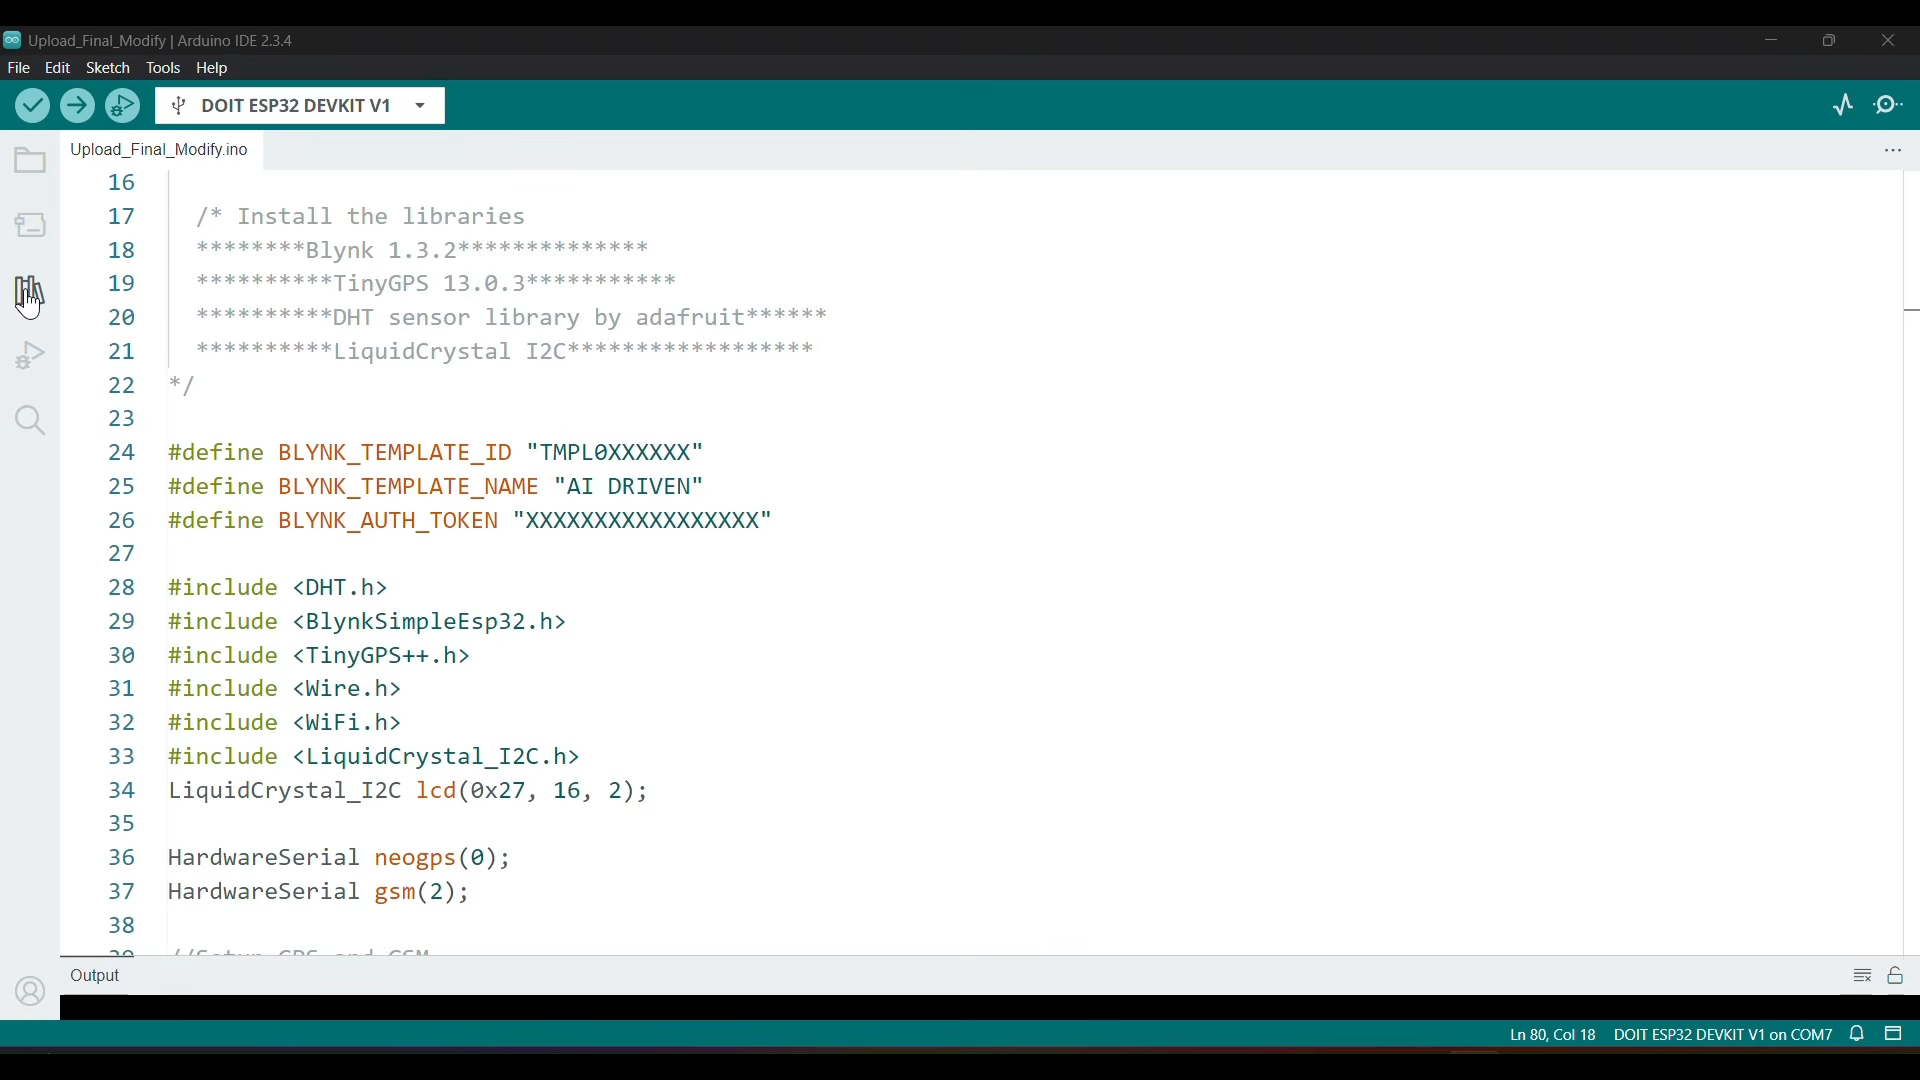 Upload_Final_Modify | Arduino IDE 2.3.4
File Edit Sketch Tools Help
DOIT ESP32 DEVKIT V1
Upload_Final_Modify.ino
16
17 /* Install the libraries
18 ********Blynk 1.3.2**************
19 **********TinyGPS 13.0.3***********
20 **********DHT sensor library by adafruit******
21 **********LiquidCrystal I2C******************
22 */
23
24 #define BLYNK_TEMPLATE_ID "TMPL0XXXXXX"
25 #define BLYNK_TEMPLATE_NAME "AI DRIVEN"
26 #define BLYNK_AUTH_TOKEN "XXXXXXXXXXXXXXXXX"
27
28 #include <DHT.h>
29 #include <BlynkSimpleEsp32.h>
30 #include <TinyGPS++.h>
31 #include <Wire.h>
32 #include <WiFi.h>
33 #include <LiquidCrystal_I2C.h>
34 LiquidCrystal_I2C lcd(0x27, 16, 2);
35
36 HardwareSerial neogps(0);
37 HardwareSerial gsm(2);
38
39 //Setup GPS and GSM
Output
Ln 80, Col 18 DOIT ESP32 DEVKIT V1 on COM7